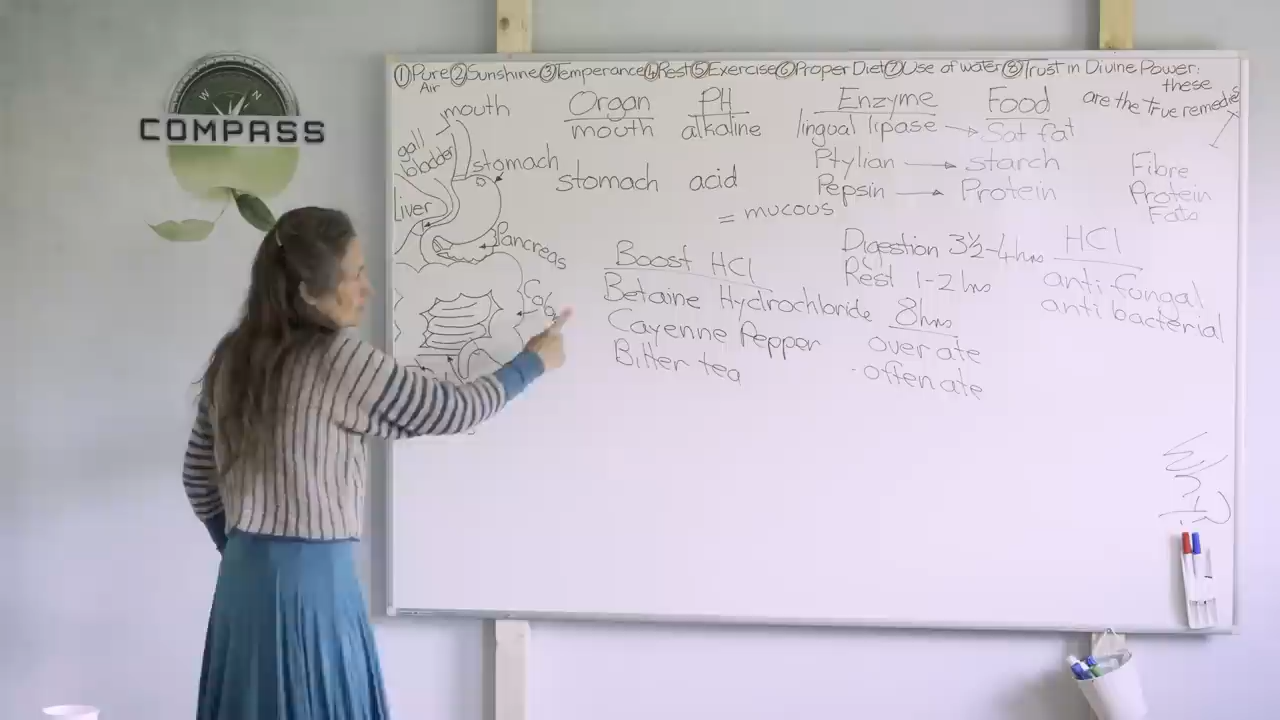 W N
COMPASS
①Pure ②Sunshine ③Temperance ④Rest ⑤Exercise ⑥Proper Diet ⑦Use of water ⑧Trust in Divine Power:
Air
these
are the true remedies
mouth
gall
bladder
stomach
liver
Pancreas
Organ PH Enzyme Food
mouth alkaline lingual lipase → Sat fat
Ptylian → starch
stomach acid Pepsin → Protein
= mucous
Fibre
Protein
Fats
Boost HCl
Betaine Hydrochloride
Cayenne Pepper
Bitter tea
Digestion 3½-4hrs
Rest 1-2 hrs
8hrs
over ate
- often ate
HCl
anti-fungal
anti bacterial